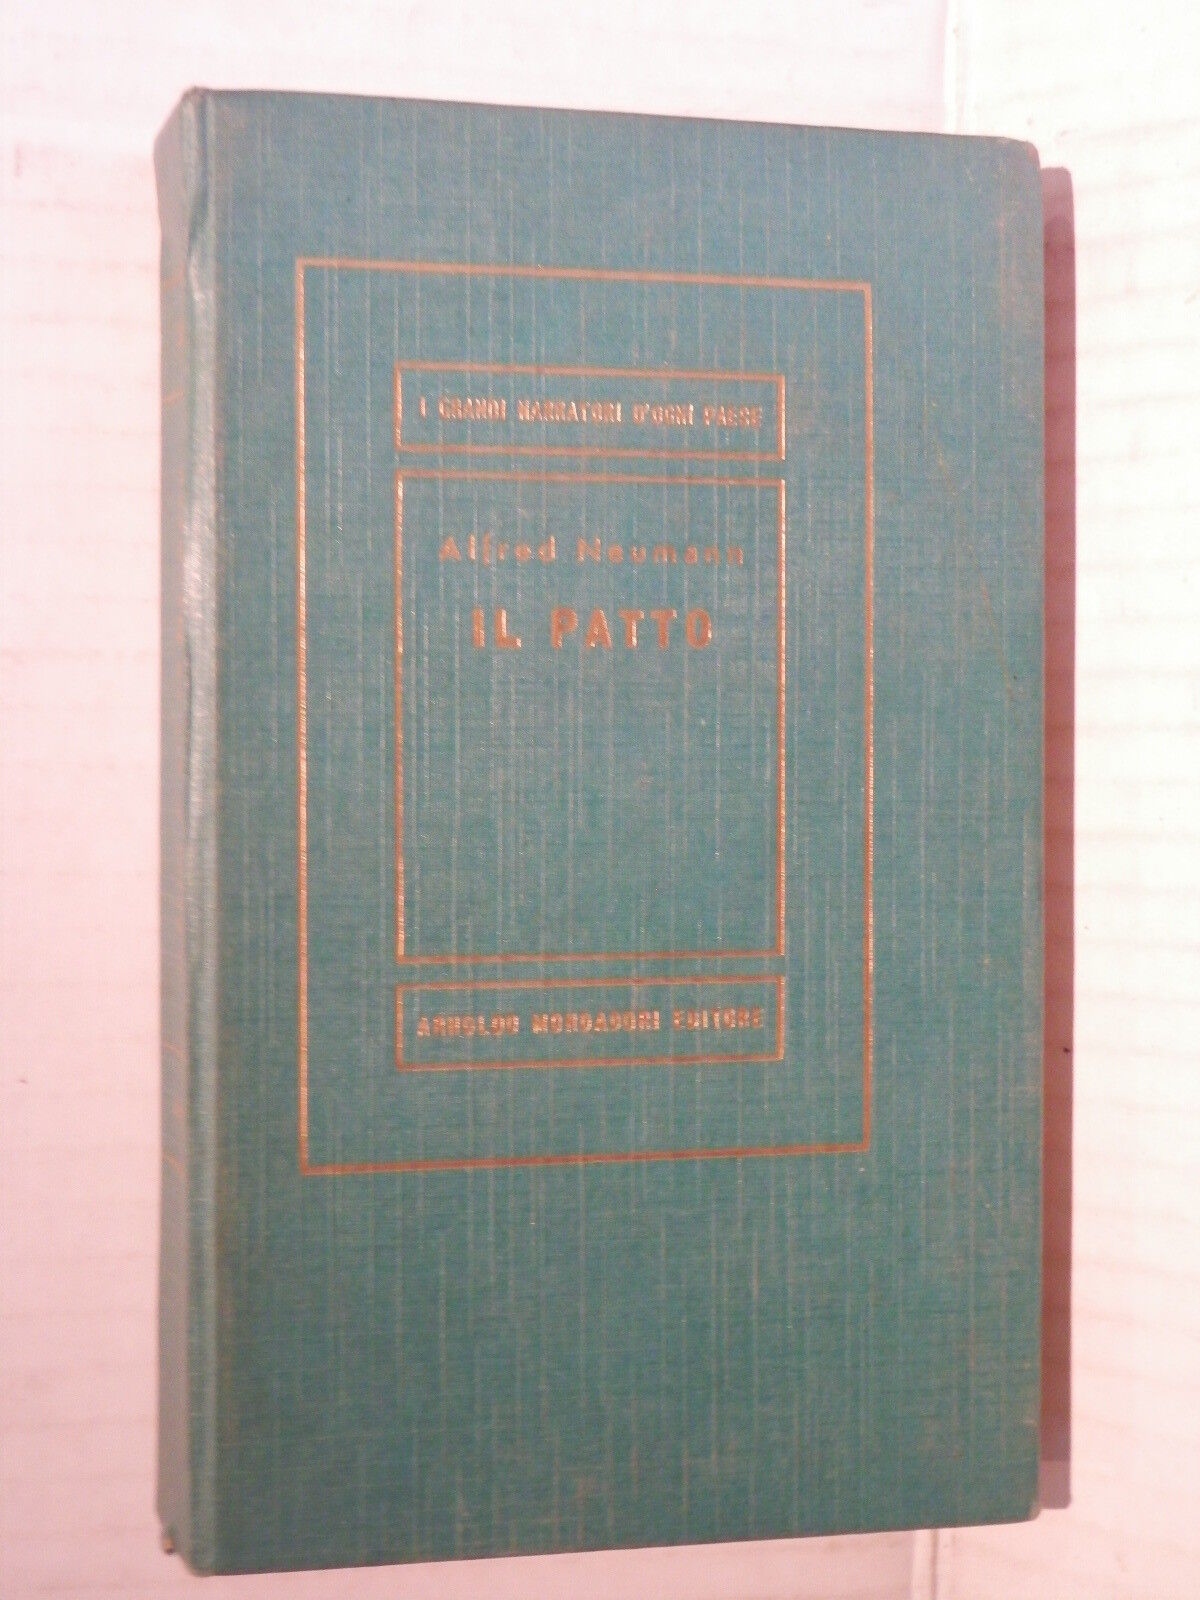 I GRANDI NARRATORI D'OGNI PAESE
Alfred Neumann
IL PATTO
ARNOLDO MONDADORI EDITORE